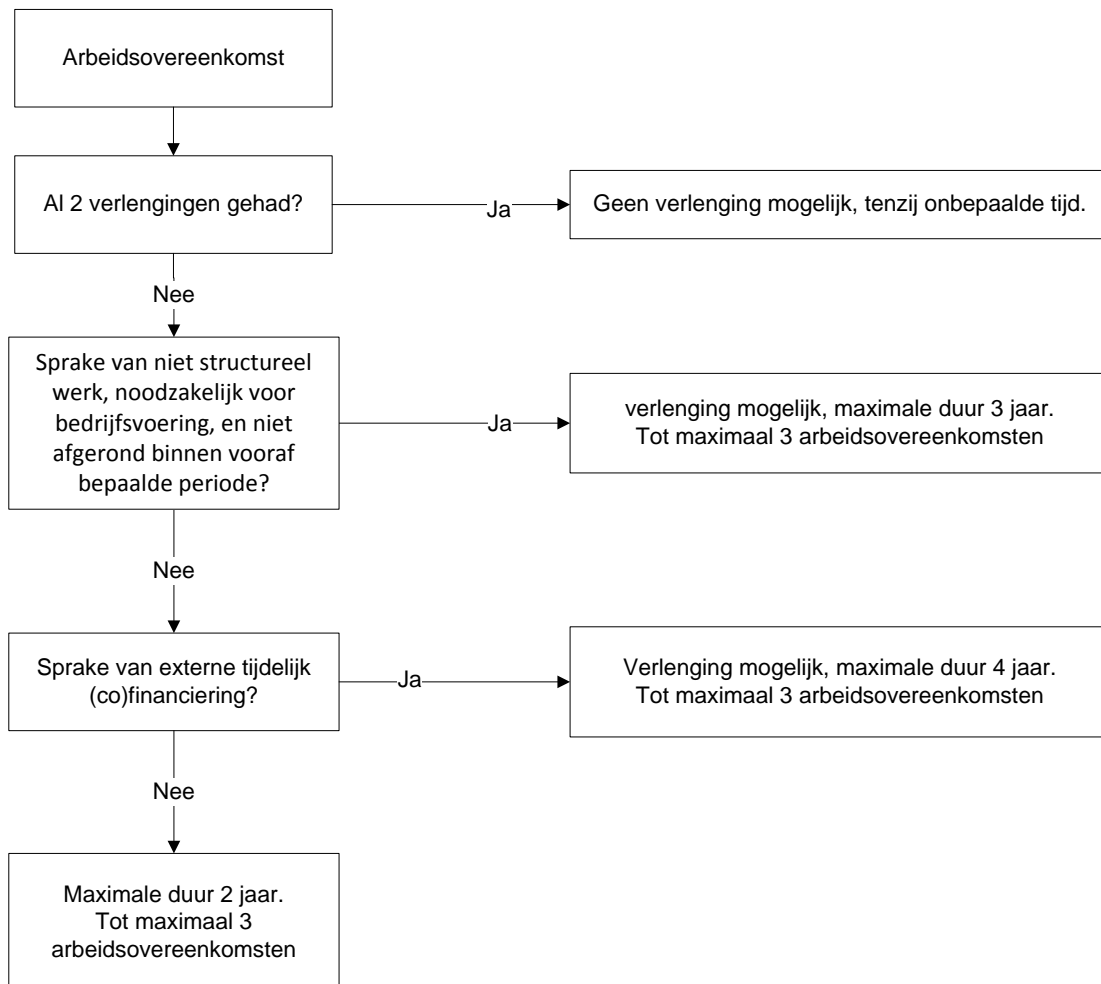 Arbeidsovereenkomst
Al 2 verlengingen gehad?
Ja
Geen verlenging mogelijk, tenzij onbepaalde tijd.
Nee
Sprake van niet structureel
werk, noodzakelijk voor
bedrijfsvoering, en niet
afgerond binnen vooraf
bepaalde periode?
Ja
verlenging mogelijk, maximale duur 3 jaar.
Tot maximaal 3 arbeidsovereenkomsten
Nee
Sprake van externe tijdelijk
(co)financiering?
Ja
Verlenging mogelijk, maximale duur 4 jaar.
Tot maximaal 3 arbeidsovereenkomsten
Nee
Maximale duur 2 jaar.
Tot maximaal 3
arbeidsovereenkomsten